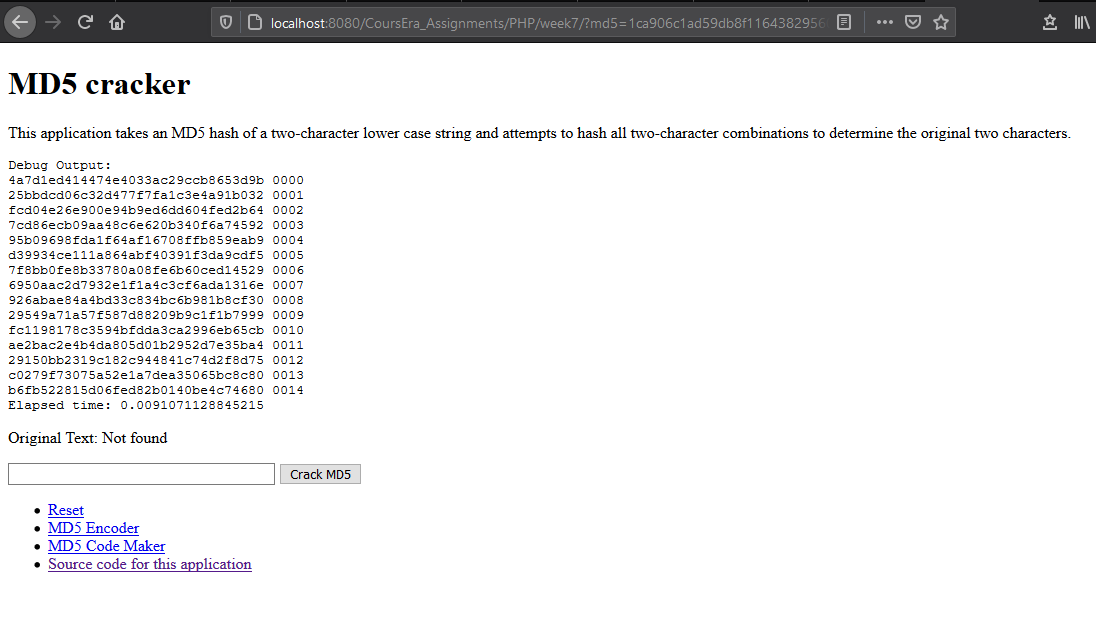 localhost:8080/CoursEra_Assignments/PHP/week7/?md5=1ca906c1ad59db8f1164382956
MD5 cracker
This application takes an MD5 hash of a two-character lower case string and attempts to hash all two-character combinations to determine the original two characters.
Debug Output:
4a7d1ed414474e4033ac29ccb8653d9b 0000
25bbdcd06c32d477f7fa1c3e4a91b032 0001
fcd04e26e900e94b9ed6dd604fed2b64 0002
7cd86ecb09aa48c6e620b340f6a74592 0003
95b09698fda1f64af16708ffb859eab9 0004
d39934ce111a864abf40391f3da9cdf5 0005
7f8bb0fe8b33780a08fe6b60ced14529 0006
6950aac2d7932e1f1a4c3cf6ada1316e 0007
926abae84a4bd33c834bc6b981b8cf30 0008
29549a71a57f587d88209b9c1f1b7999 0009
fc1198178c3594bfdda3ca2996eb65cb 0010
ae2bac2e4b4da805d01b2952d7e35ba4 0011
29150bb2319c182c944841c74d2f8d75 0012
c0279f73075a52e1a7dea35065bc8c80 0013
b6fb522815d06fed82b0140be4c74680 0014
Elapsed time: 0.0091071128845215
Original Text: Not found
Crack MD5
Reset
MD5 Encoder
MD5 Code Maker
Source code for this application